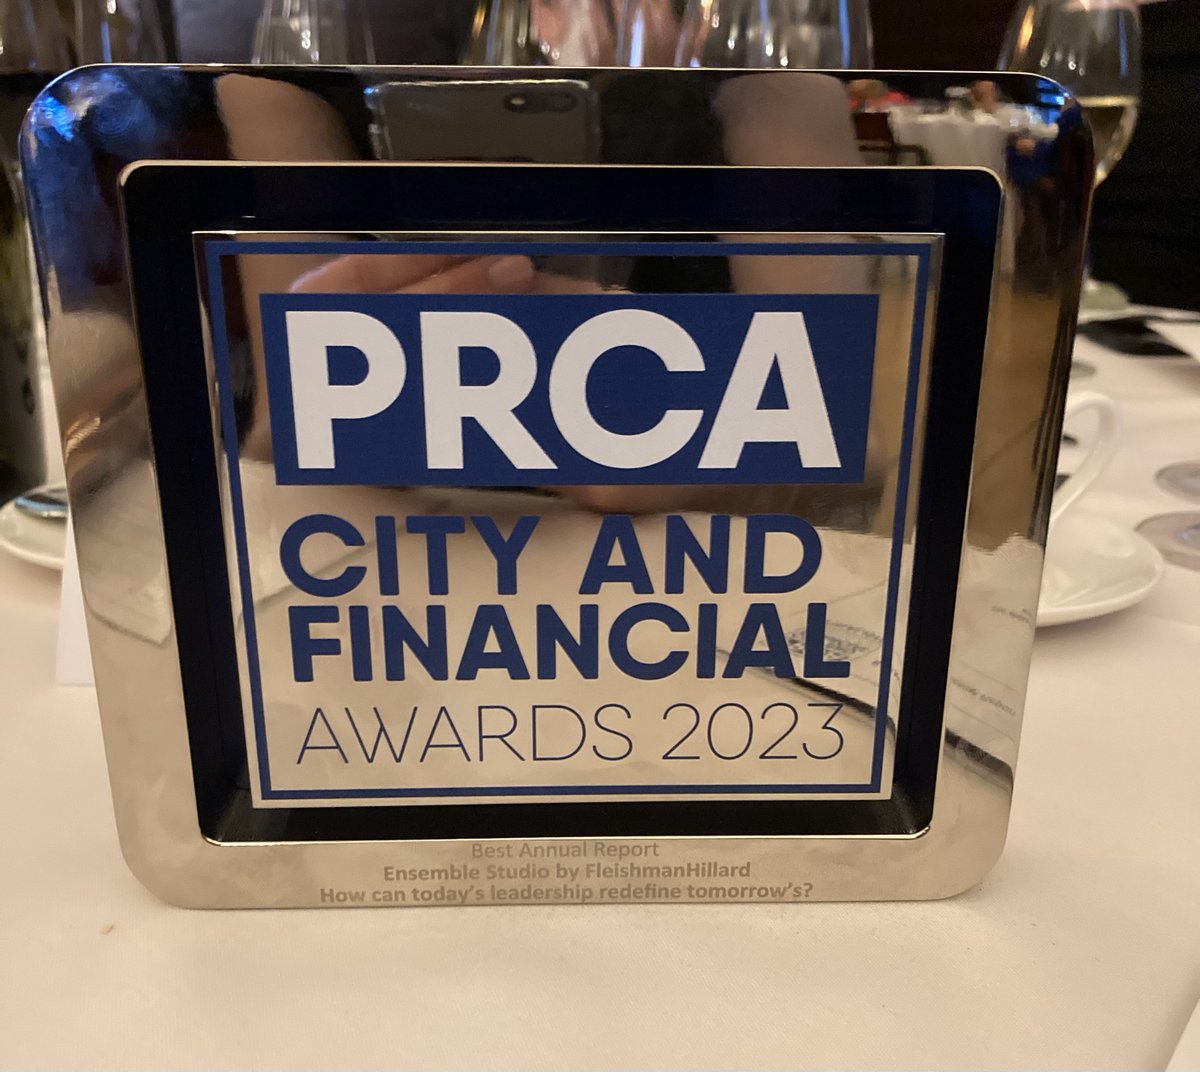 PRCA
CITY AND
FINANCIAL
AWARDS 2023
Best Annual Report
Ensemble Studio by FleishmanHillard
How can today's leadership redefine tomorrow's?